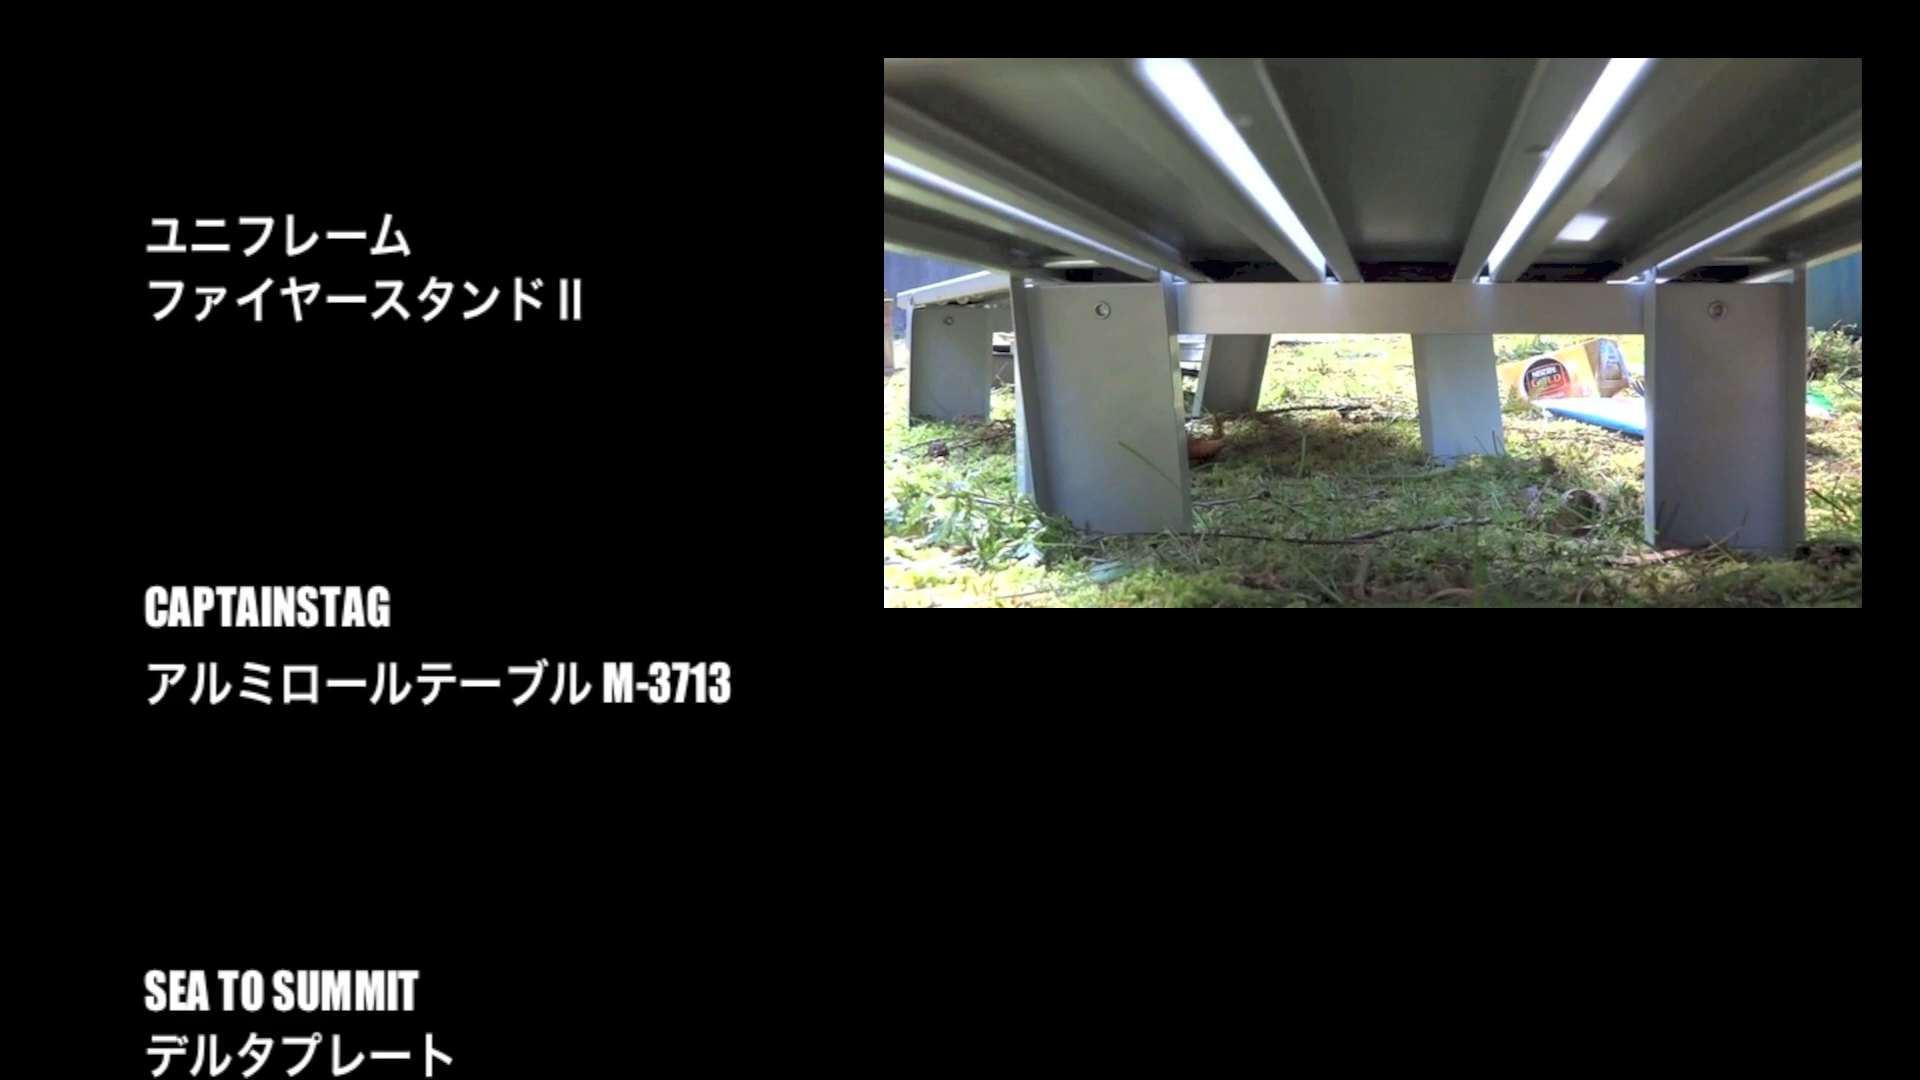 ユニフレーム
ファイヤースタンドⅡ
CAPTAINSTAG
アルミロールテーブル M-3713
SEA TO SUMMIT
デルタプレート
NESCAFE
GOLD